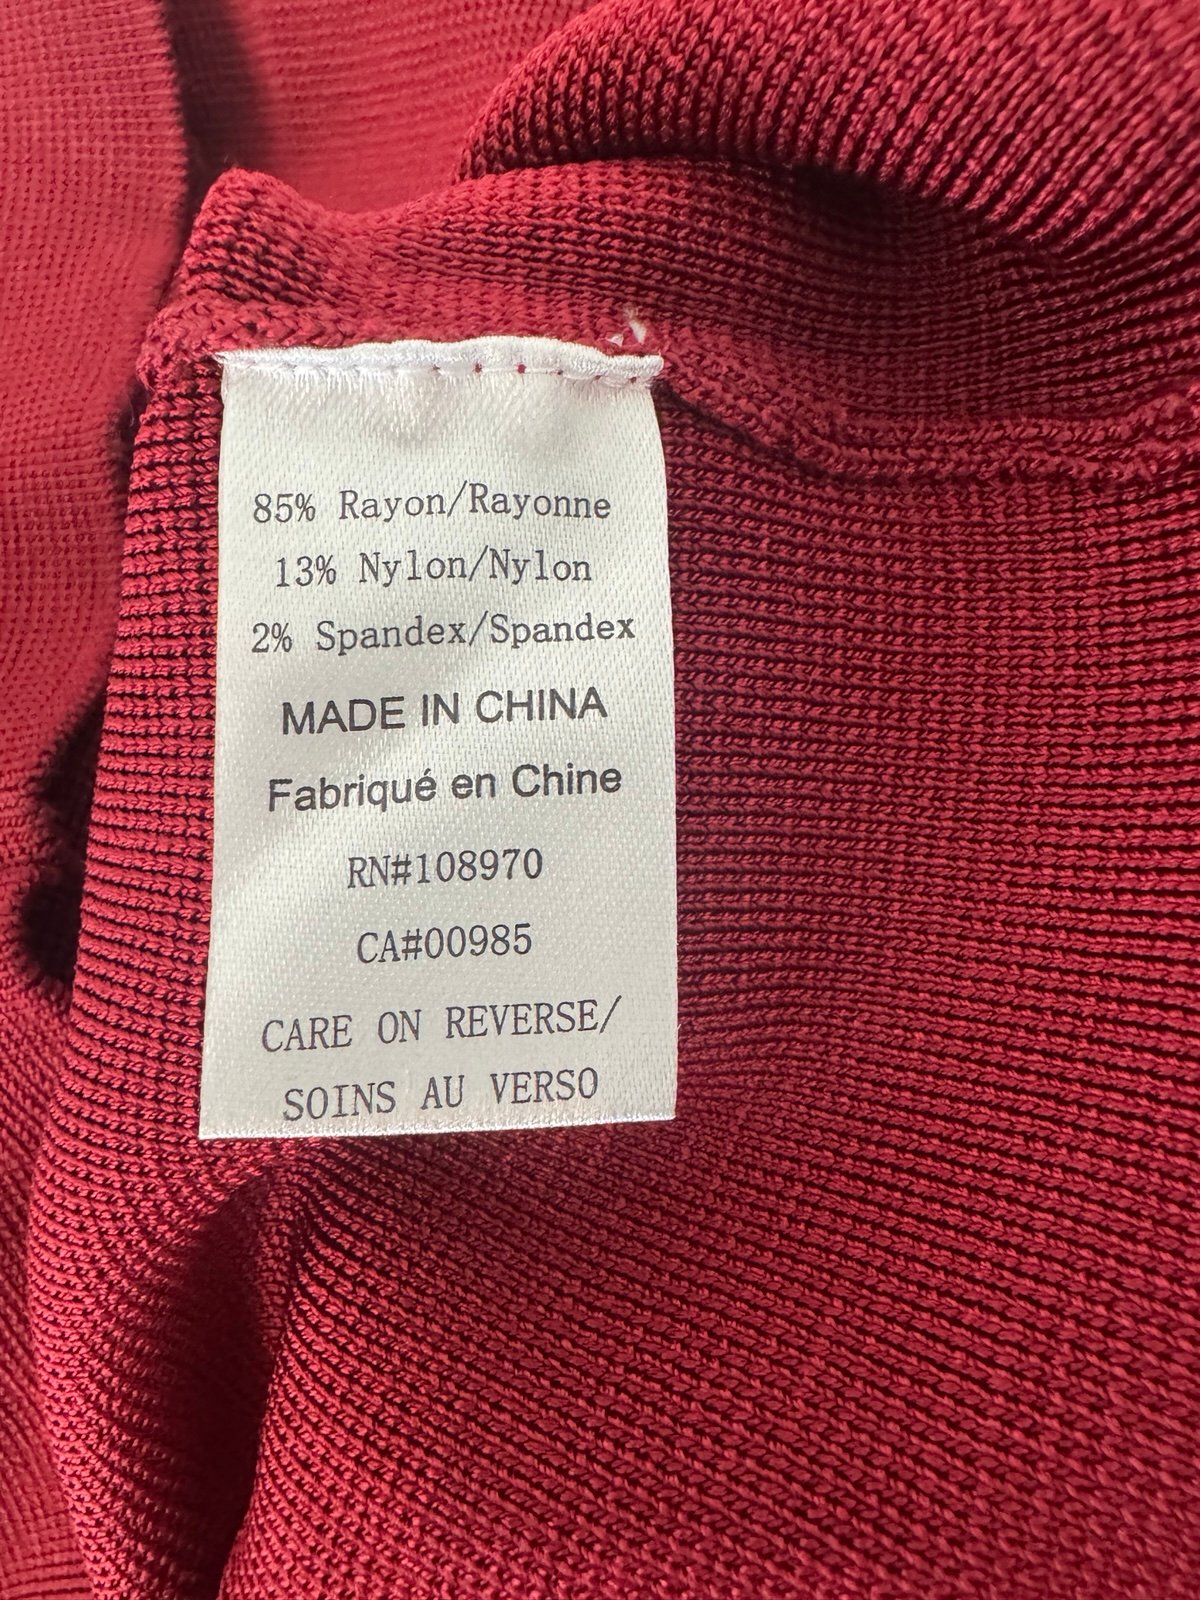 85% Rayon/Rayonne
13% Nylon/Nylon
2% Spandex/Spandex
MADE IN CHINA
Fabriqué en Chine
RN#108970
CA#00985
CARE ON REVERSE/
SOINS AU VERSO